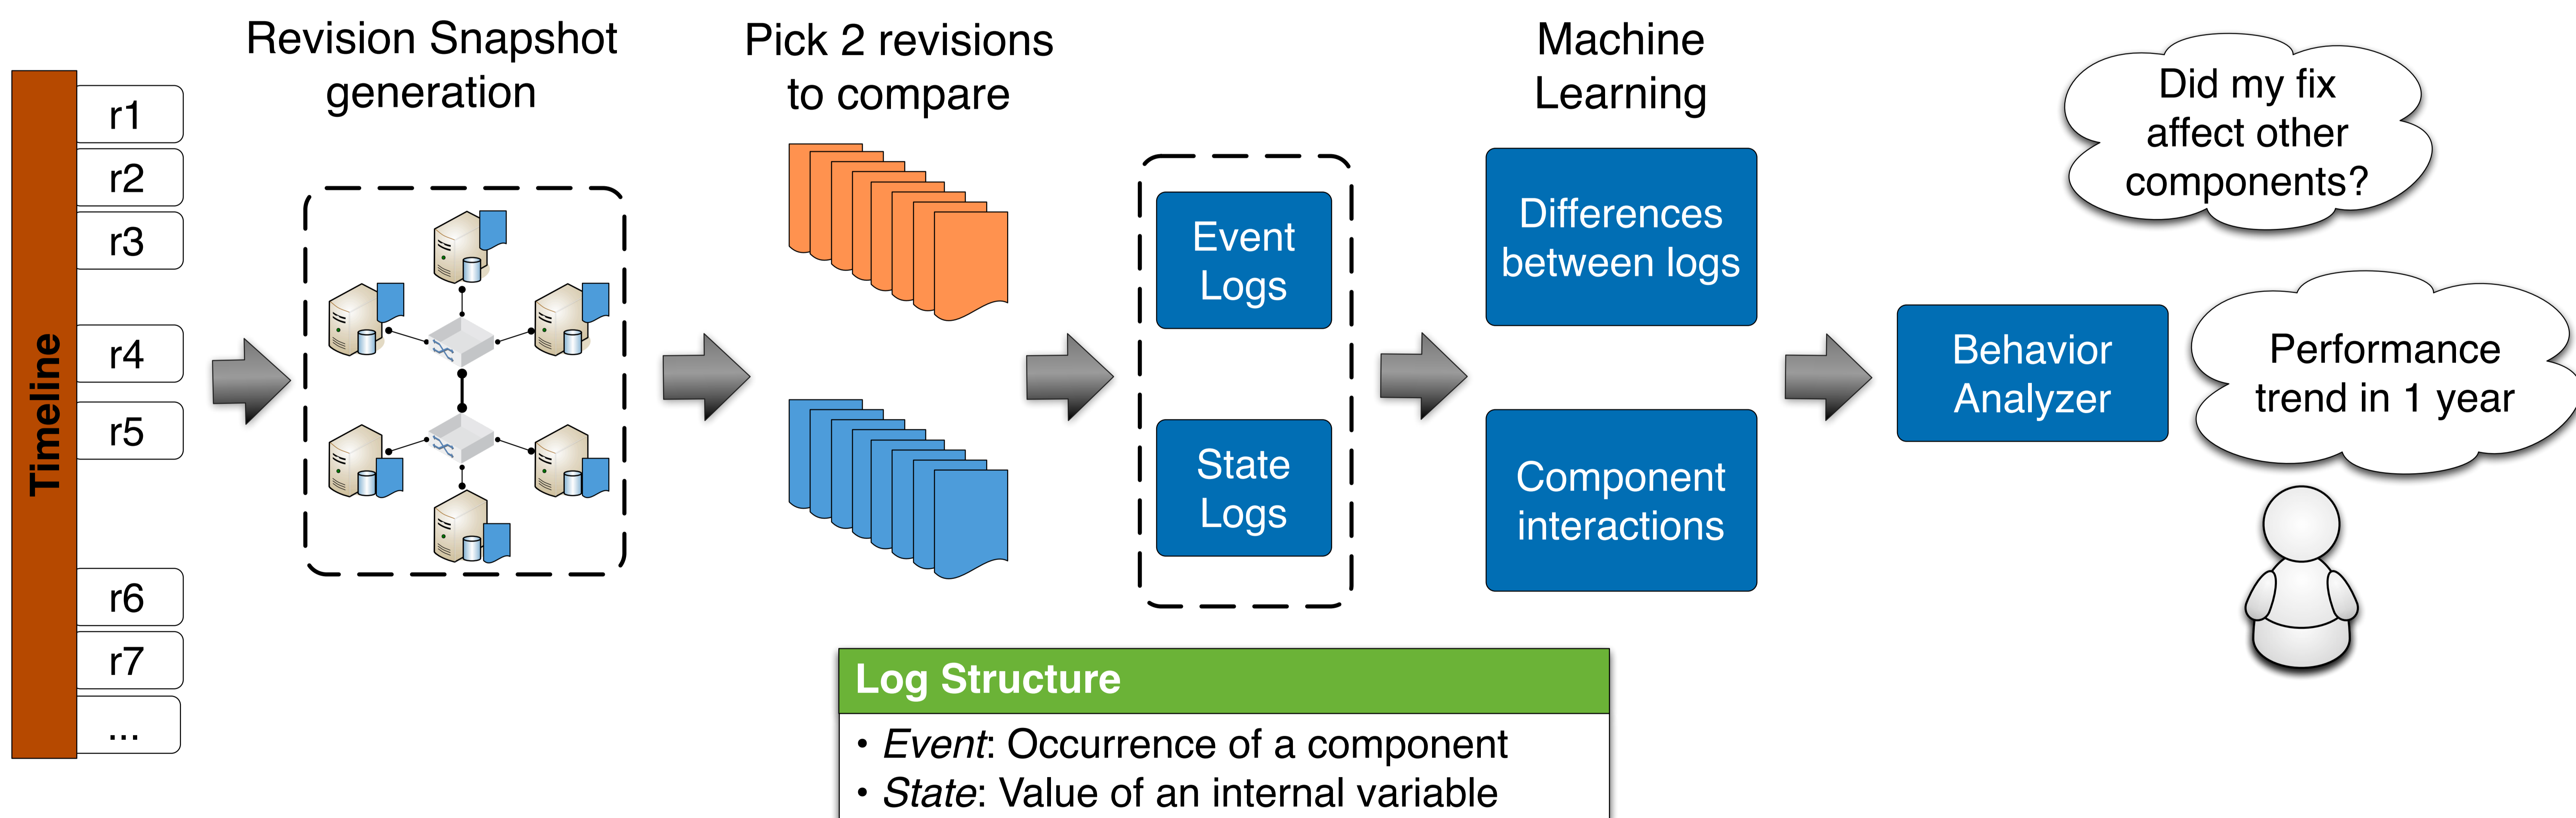 Timeline
r1
r2
r3
r4
r5
r6
r7
...
Revision Snapshot
generation
Pick 2 revisions
to compare
Event
Logs
State
Logs
Machine
Learning
Differences
between logs
Component
interactions
Behavior
Analyzer
Did my fix
affect other
components?
Performance
trend in 1 year
Log Structure
• Event: Occurrence of a component
• State: Value of an internal variable